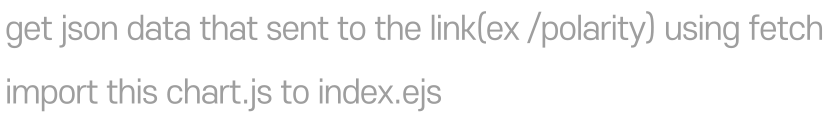 get json data that sent to the link(ex /polarity) using fetch
import this chart.js to index.ejs